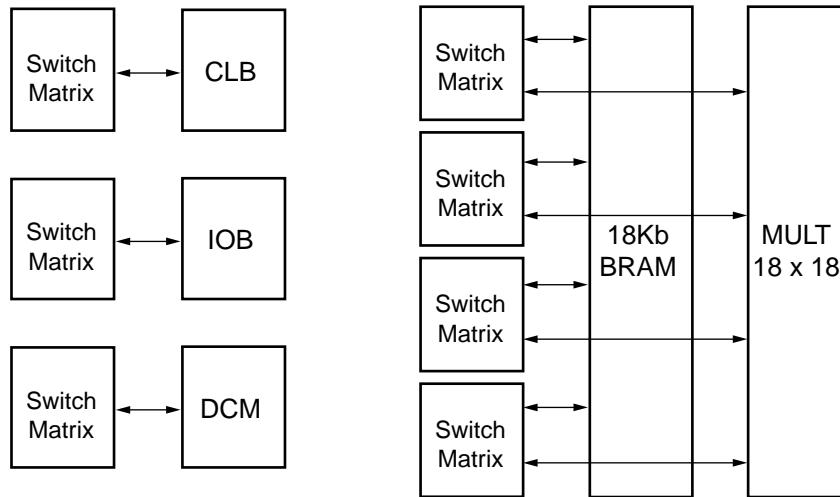 Switch
Matrix
CLB
Switch
Matrix
IOB
Switch
Matrix
DCM
Switch
Matrix
Switch
Matrix
Switch
Matrix
Switch
Matrix
18Kb
BRAM
MULT
18 x 18